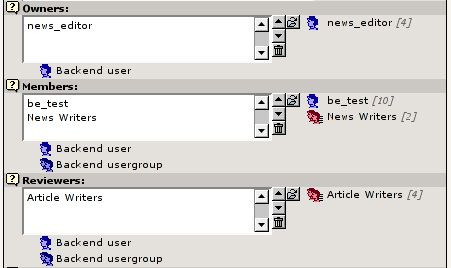 Owners:
news_editor
news_editor [4]
Backend user
Members:
be_test
News Writers
be_test [10]
News Writers [2]
Backend user
Backend usergroup
Reviewers:
Article Writers
Article Writers [4]
Backend user
Backend usergroup